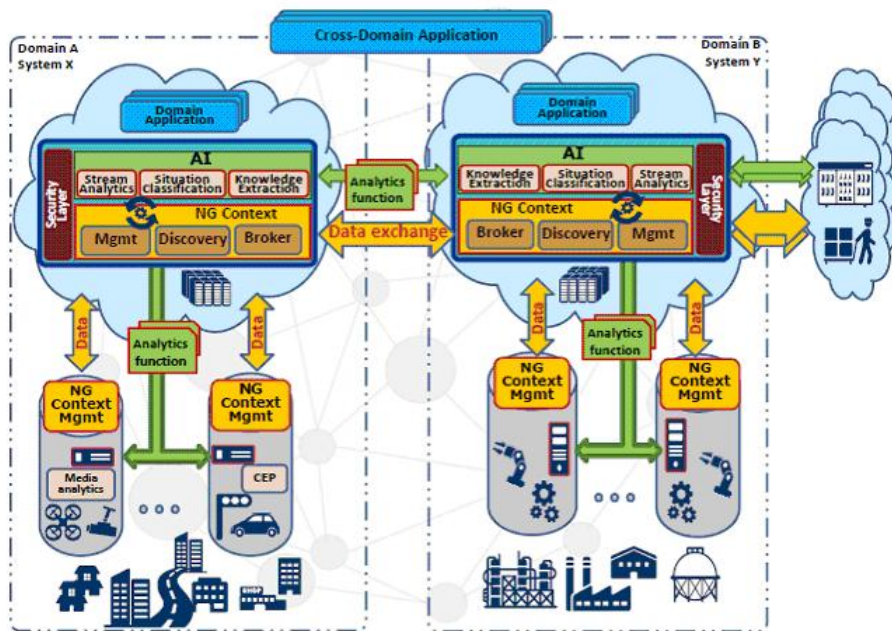 Cross-Domain Application
Domain A
System X
Domain B
System Y
Domain
Application
Domain
Application
Security
Layer
AI
Stream
Analytics
Situation
Classification
Knowledge
Extraction
NG Context
Mgmt
Discovery
Broker
Analytics
function
Data exchange
AI
Knowledge
Extraction
Situation
Classification
Stream
Analytics
NG Context
Broker
Discovery
Mgmt
Security
Layer
Data
Analytics
function
Data
Data
Analytics
function
Data
NG
Context
Mgmt
NG
Context
Mgmt
NG
Context
Mgmt
NG
Context
Mgmt
Media
analytics
CEP